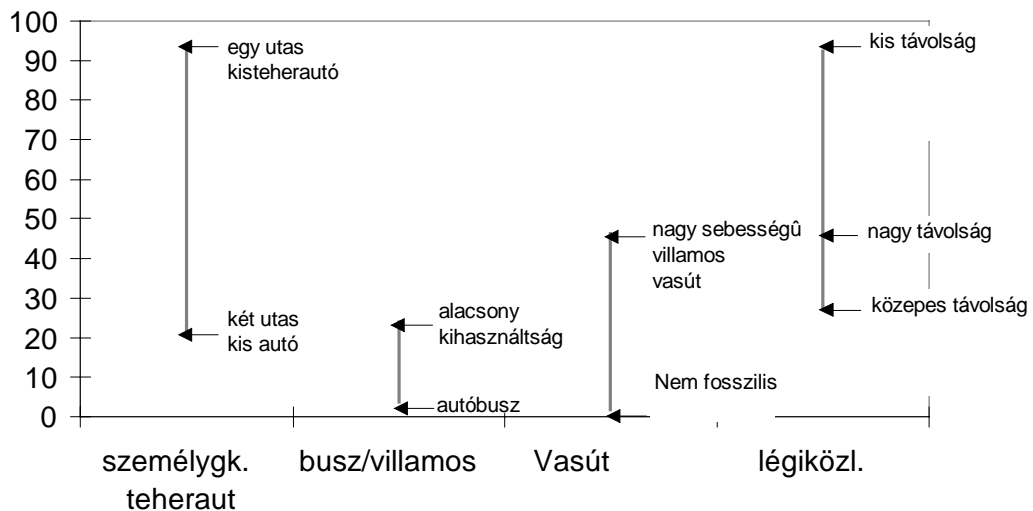 100
90
80
70
60
50
40
30
20
10
0
egy utas
kisteherautó
két utas
kis autó
alacsony
kihasználtság
autóbusz
nagy sebességû
villamos
vasút
Nem fosszilis
kis távolság
nagy távolság
közepes távolság
személygk.
teheraut
busz/villamos
Vasút
légiközl.